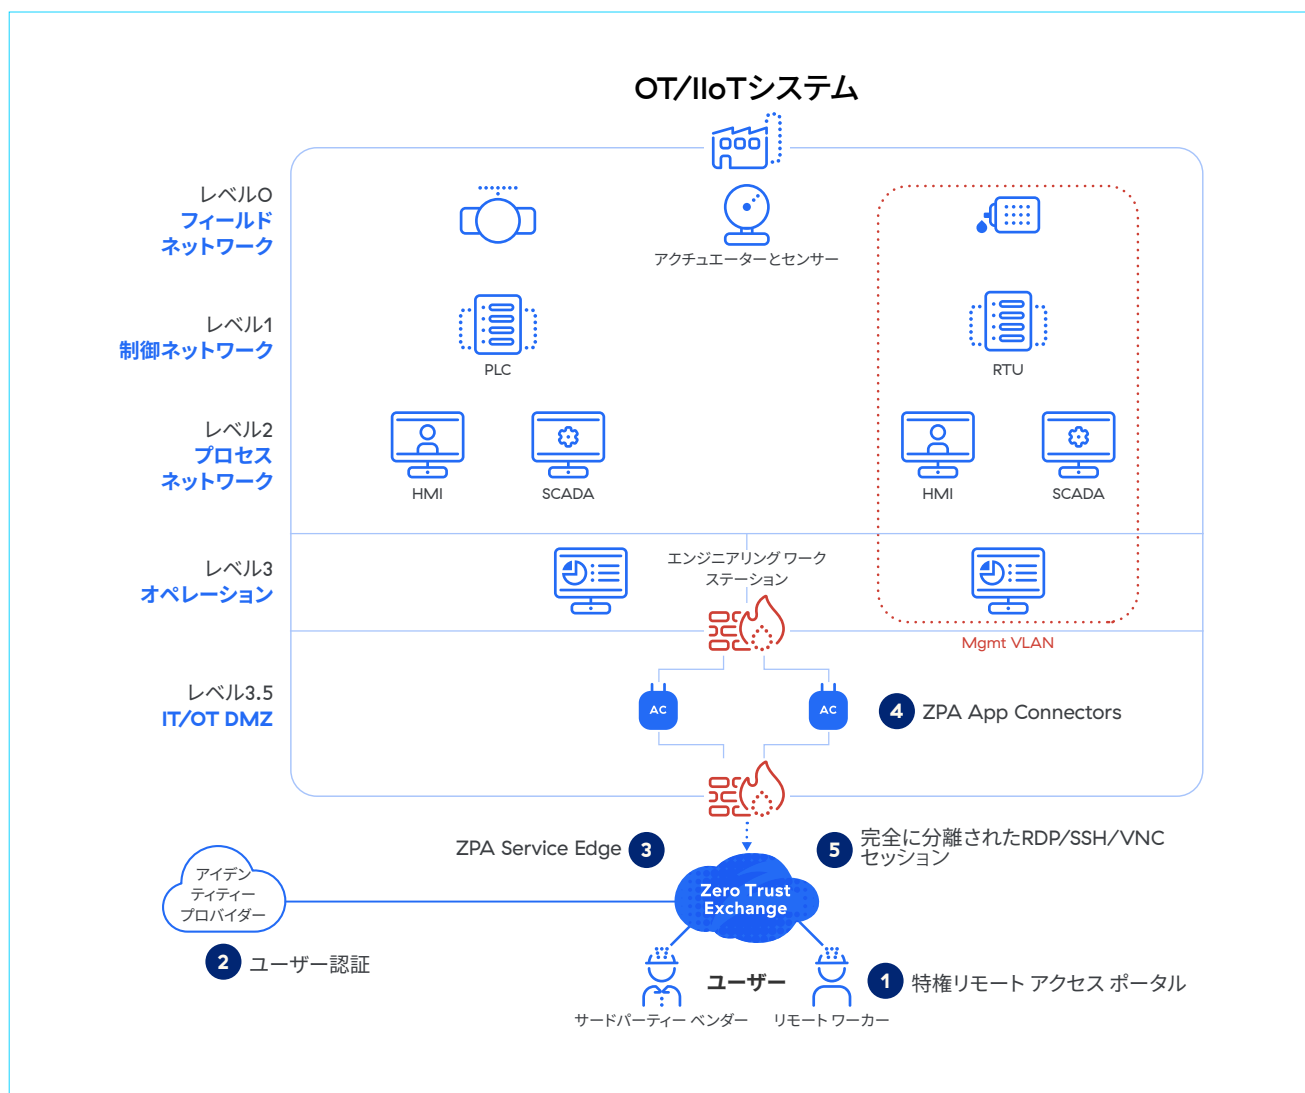 OT/IIoTシステム
レベル0
フィールド
ネットワーク
アクチュエーターとセンサー
レベル1
制御ネットワーク
PLC
RTU
レベル2
プロセス
ネットワーク
HMI
SCADA
HMI
SCADA
レベル3
オペレーション
エンジニアリング ワーク
ステーション
Mgmt VLAN
レベル3.5
IT/OT DMZ
AC
AC
4 ZPA App Connectors
ZPA Service Edge 3
5 完全に分離されたRDP/SSH/VNC
セッション
アイデン
ティティー
プロバイダー
Zero Trust
Exchange
2 ユーザー認証
ユーザー
1 特権リモート アクセス ポータル
サードパーティー ベンダー
リモート ワーカー